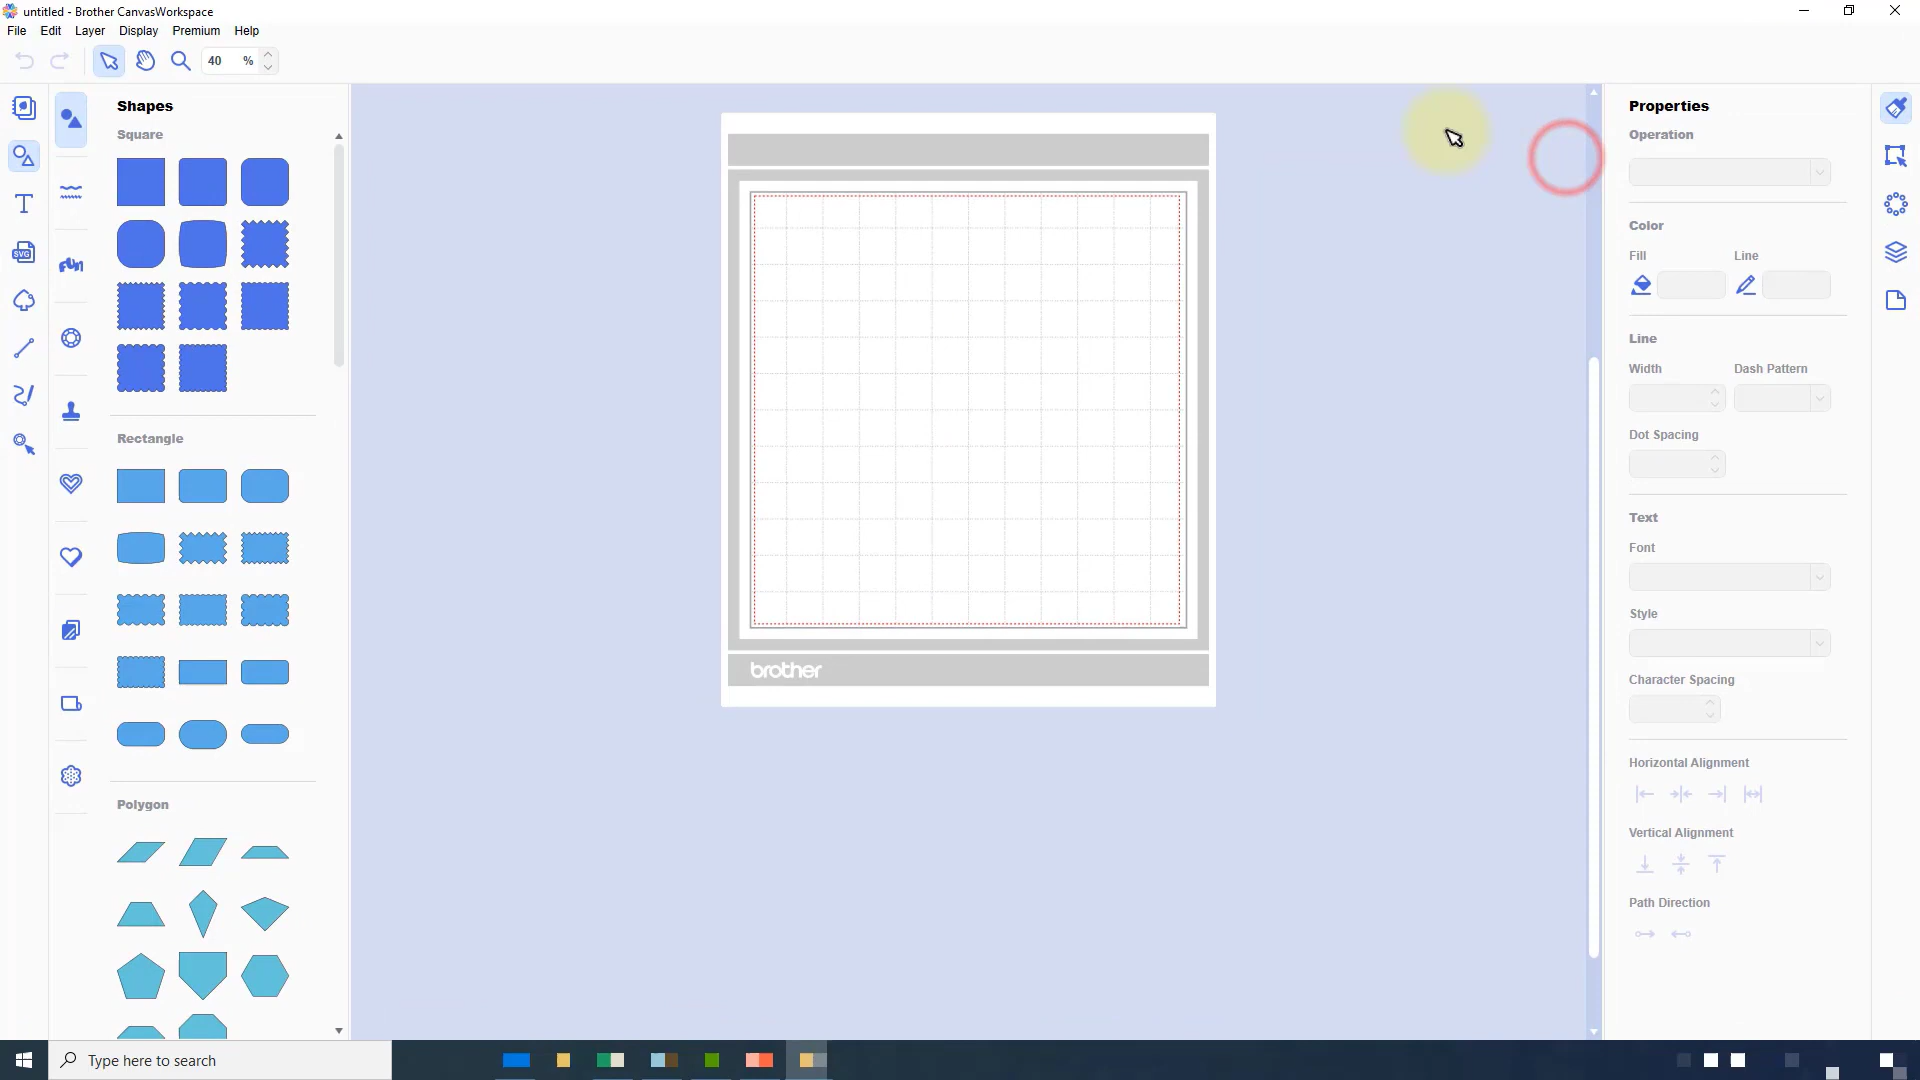 untitled - Brother CanvasWorkspace
File Edit Layer Display Premium Help
40 %
Shapes
Square
Rectangle
Polygon
SVG
Fun
brother
Properties
Operation
Color
Fill Line
Line
Width Dash Pattern
Dot Spacing
Text
Font
Style
Character Spacing
Horizontal Alignment
Vertical Alignment
Path Direction
Type here to search